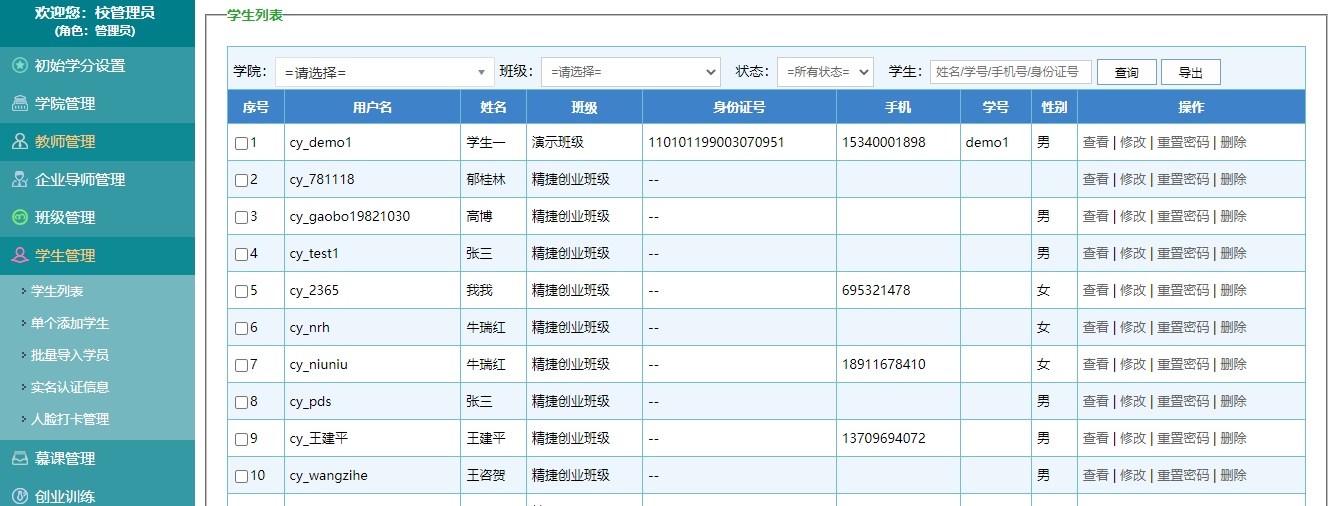 欢迎您：校管理员
(角色：管理员)
初始学分设置
学院管理
教师管理
企业导师管理
班级管理
学生管理
学生列表
单个添加学生
批量导入学员
实名认证信息
人脸打卡管理
慕课管理
创业训练
学生列表
学院： =请选择= 班级： =请选择= 状态： =所有状态= 学生： 姓名/学号/手机号/身份证号 查询 导出
序号 用户名 姓名 班级 身份证号 手机 学号 性别 操作
1 cy_demo1 学生一 演示班级 110101199003070951 15340001898 demo1 男 查看 | 修改 | 重置密码 | 删除
2 cy_781118 郁桂林 精捷创业班级 -- 查看 | 修改 | 重置密码 | 删除
3 cy_gaobo19821030 高博 精捷创业班级 -- 男 查看 | 修改 | 重置密码 | 删除
4 cy_test1 张三 精捷创业班级 -- 男 查看 | 修改 | 重置密码 | 删除
5 cy_2365 我我 精捷创业班级 -- 695321478 女 查看 | 修改 | 重置密码 | 删除
6 cy_nrh 牛瑞红 精捷创业班级 -- 女 查看 | 修改 | 重置密码 | 删除
7 cy_niuniu 牛瑞红 精捷创业班级 -- 18911678410 女 查看 | 修改 | 重置密码 | 删除
8 cy_pds 张三 精捷创业班级 -- 男 查看 | 修改 | 重置密码 | 删除
9 cy_王建平 王建平 精捷创业班级 -- 13709694072 男 查看 | 修改 | 重置密码 | 删除
10 cy_wangzihe 王咨贺 精捷创业班级 -- 男 查看 | 修改 | 重置密码 | 删除